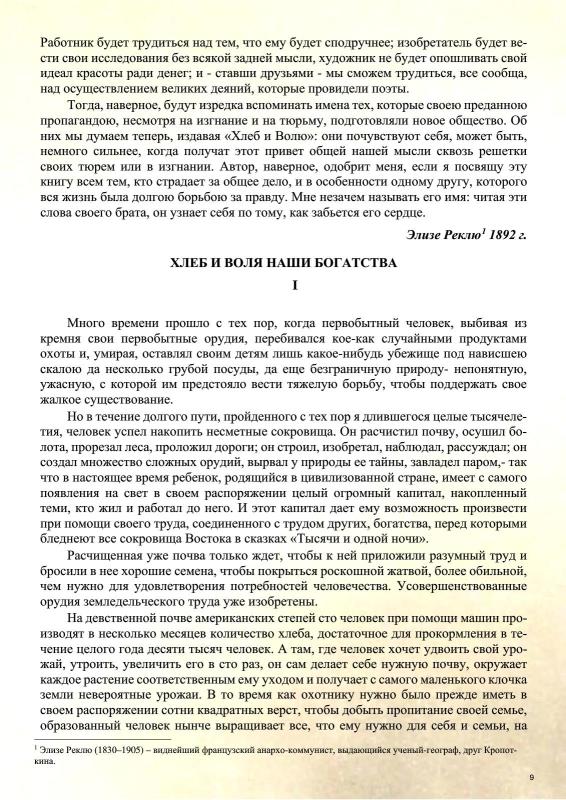 Работник будет трудиться над тем, что ему будет сподручнее; изобретатель будет ве-
сти свои исследования без всякой задней мысли, художник не будет опошливать свой
идеал красоты ради денег; и - ставши друзьями - мы сможем трудиться, все сообща,
над осуществлением великих деяний, которые провидели поэты.
Тогда, наверное, будут изредка вспоминать имена тех, которые своею преданною
пропагандою, несмотря на изгнание и на тюрьму, подготовляли новое общество. Об
них мы думаем теперь, издавая «Хлеб и Волю»: они почувствуют себя, может быть,
немного сильнее, когда получат этот привет общей нашей мысли сквозь решетки
своих тюрем или в изгнании. Автор, наверное, одобрит меня, если я посвящу эту
книгу всем тем, кто страдает за общее дело, и в особенности одному другу, которого
вся жизнь была долгою борьбою за правду. Мне незачем называть его имя: читая эти
слова своего брата, он узнает себя по тому, как забьется его сердце.
Элизе Реклю¹ 1892 г.
ХЛЕБ И ВОЛЯ НАШИ БОГАТСТВА
I
Много времени прошло с тех пор, когда первобытный человек, выбивая из
кремня свои первобытные орудия, перебивался кое-как случайными продуктами
охоты и, умирая, оставлял своим детям лишь какое-нибудь убежище под нависшею
скалою да несколько грубой посуды, да еще безграничную природу- непонятную,
ужасную, с которой им предстояло вести тяжелую борьбу, чтобы поддержать свое
жалкое существование.
Но в течение долгого пути, пройденного с тех пор я длившегося целые тысячеле-
тия, человек успел накопить несметные сокровища. Он расчистил почву, осушил бо-
лота, прорезал леса, проложил дороги; он строил, изобретал, наблюдал, рассуждал; он
создал множество сложных орудий, вырвал у природы ее тайны, завладел паром,- так
что в настоящее время ребенок, родящийся в цивилизованной стране, имеет с самого
появления на свет в своем распоряжении целый огромный капитал, накопленный
теми, кто жил и работал до него. И этот капитал дает ему возможность произвести
при помощи своего труда, соединенного с трудом других, богатства, перед которыми
бледнеют все сокровища Востока в сказках «Тысячи и одной ночи».
Расчищенная уже почва только ждет, чтобы к ней приложили разумный труд и
бросили в нее хорошие семена, чтобы покрыться роскошной жатвой, более обильной,
чем нужно для удовлетворения потребностей человечества. Усовершенствованные
орудия земледельческого труда уже изобретены.
На девственной почве американских степей сто человек при помощи машин про-
изводят в несколько месяцев количество хлеба, достаточное для прокормления в те-
чение целого года десяти тысяч человек. А там, где человек хочет удвоить свой уро-
жай, утроить, увеличить его в сто раз, он сам делает себе нужную почву, окружает
каждое растение соответственным ему уходом и получает с самого маленького клочка
земли невероятные урожаи. В то время как охотнику нужно было прежде иметь в
своем распоряжении сотни квадратных верст, чтобы добыть пропитание своей семье,
образованный человек нынче выращивает все, что ему нужно для себя и семьи, на
¹ Элизе Реклю (1830–1905) – виднейший французский анархо-коммунист, выдающийся ученый-географ, друг Кропот-
кина.
9